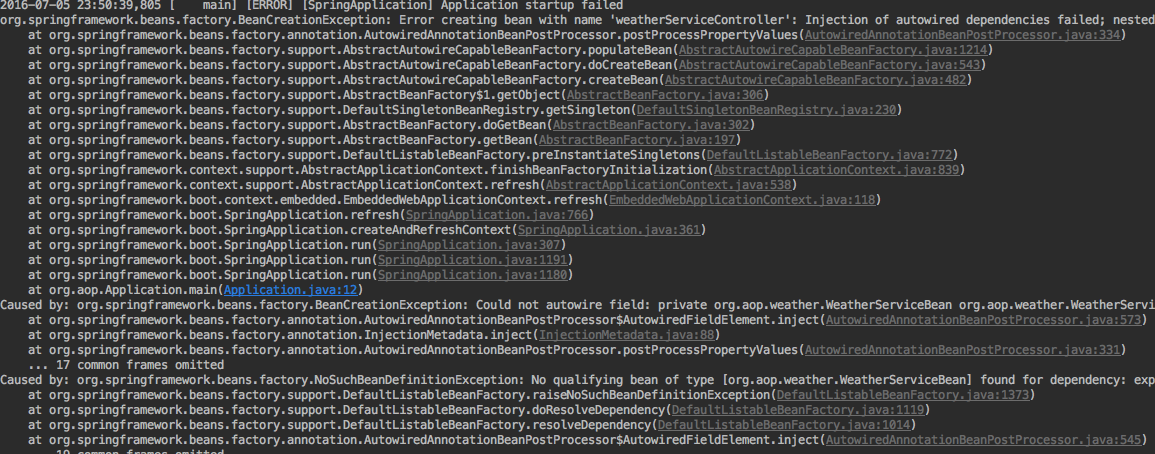 2016-07-05 23:50:39,805 [    main] [ERROR] [SpringApplication] Application startup failed
org.springframework.beans.factory.BeanCreationException: Error creating bean with name 'weatherServiceController': Injection of autowired dependencies failed; nested
at org.springframework.beans.factory.annotation.AutowiredAnnotationBeanPostProcessor.postProcessPropertyValues(AutowiredAnnotationBeanPostProcessor.java:334)
at org.springframework.beans.factory.support.AbstractAutowireCapableBeanFactory.populateBean(AbstractAutowireCapableBeanFactory.java:1214)
at org.springframework.beans.factory.support.AbstractAutowireCapableBeanFactory.doCreateBean(AbstractAutowireCapableBeanFactory.java:543)
at org.springframework.beans.factory.support.AbstractAutowireCapableBeanFactory.createBean(AbstractAutowireCapableBeanFactory.java:482)
at org.springframework.beans.factory.support.AbstractBeanFactory$1.getObject(AbstractBeanFactory.java:306)
at org.springframework.beans.factory.support.DefaultSingletonBeanRegistry.getSingleton(DefaultSingletonBeanRegistry.java:230)
at org.springframework.beans.factory.support.AbstractBeanFactory.doGetBean(AbstractBeanFactory.java:302)
at org.springframework.beans.factory.support.AbstractBeanFactory.getBean(AbstractBeanFactory.java:197)
at org.springframework.beans.factory.support.DefaultListableBeanFactory.preInstantiateSingletons(DefaultListableBeanFactory.java:772)
at org.springframework.context.support.AbstractApplicationContext.finishBeanFactoryInitialization(AbstractApplicationContext.java:839)
at org.springframework.context.support.AbstractApplicationContext.refresh(AbstractApplicationContext.java:538)
at org.springframework.boot.context.embedded.EmbeddedWebApplicationContext.refresh(EmbeddedWebApplicationContext.java:118)
at org.springframework.boot.SpringApplication.refresh(SpringApplication.java:766)
at org.springframework.boot.SpringApplication.createAndRefreshContext(SpringApplication.java:361)
at org.springframework.boot.SpringApplication.run(SpringApplication.java:307)
at org.springframework.boot.SpringApplication.run(SpringApplication.java:1191)
at org.springframework.boot.SpringApplication.run(SpringApplication.java:1180)
at org.aop.Application.main(Application.java:12)
Caused by: org.springframework.beans.factory.BeanCreationException: Could not autowire field: private org.aop.weather.WeatherServiceBean org.aop.weather.WeatherServi
at org.springframework.beans.factory.annotation.AutowiredAnnotationBeanPostProcessor$AutowiredFieldElement.inject(AutowiredAnnotationBeanPostProcessor.java:573)
at org.springframework.beans.factory.annotation.InjectionMetadata.inject(InjectionMetadata.java:88)
at org.springframework.beans.factory.annotation.AutowiredAnnotationBeanPostProcessor.postProcessPropertyValues(AutowiredAnnotationBeanPostProcessor.java:331)
... 17 common frames omitted
Caused by: org.springframework.beans.factory.NoSuchBeanDefinitionException: No qualifying bean of type [org.aop.weather.WeatherServiceBean] found for dependency: exp
at org.springframework.beans.factory.support.DefaultListableBeanFactory.raiseNoSuchBeanDefinitionException(DefaultListableBeanFactory.java:1373)
at org.springframework.beans.factory.support.DefaultListableBeanFactory.doResolveDependency(DefaultListableBeanFactory.java:1119)
at org.springframework.beans.factory.support.DefaultListableBeanFactory.resolveDependency(DefaultListableBeanFactory.java:1014)
at org.springframework.beans.factory.annotation.AutowiredAnnotationBeanPostProcessor$AutowiredFieldElement.inject(AutowiredAnnotationBeanPostProcessor.java:545)
... 19 common frames omitted